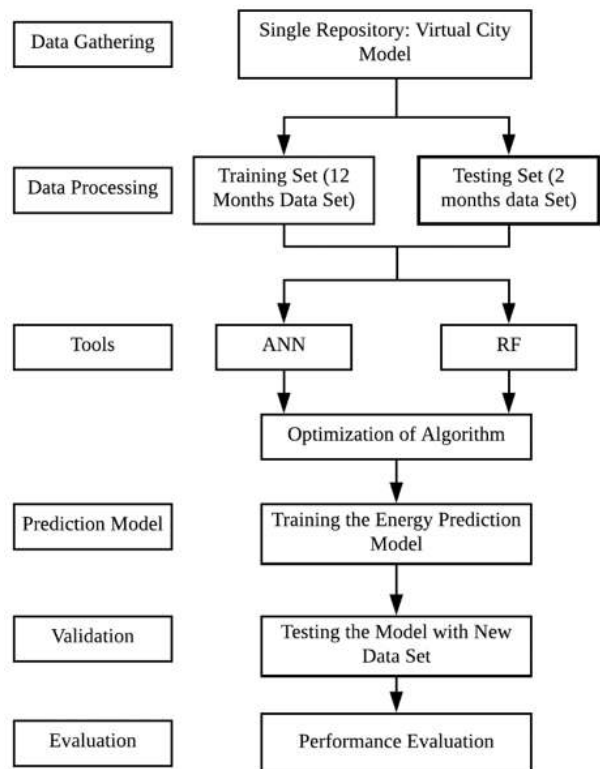 Data Gathering
Single Repository: Virtual City
Model
Data Processing
Training Set (12
Months Data Set)
Testing Set (2
months data Set)
Tools
ANN
RF
Optimization of Algorithm
Prediction Model
Training the Energy Prediction
Model
Validation
Testing the Model with New
Data Set
Evaluation
Performance Evaluation